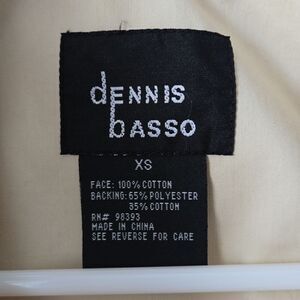 dENNIS
bASSO
XS
FACE: 100% COTTON
BACKING: 65% POLYESTER
35% COTTON
RN# 98393
MADE IN CHINA
SEE REVERSE FOR CARE